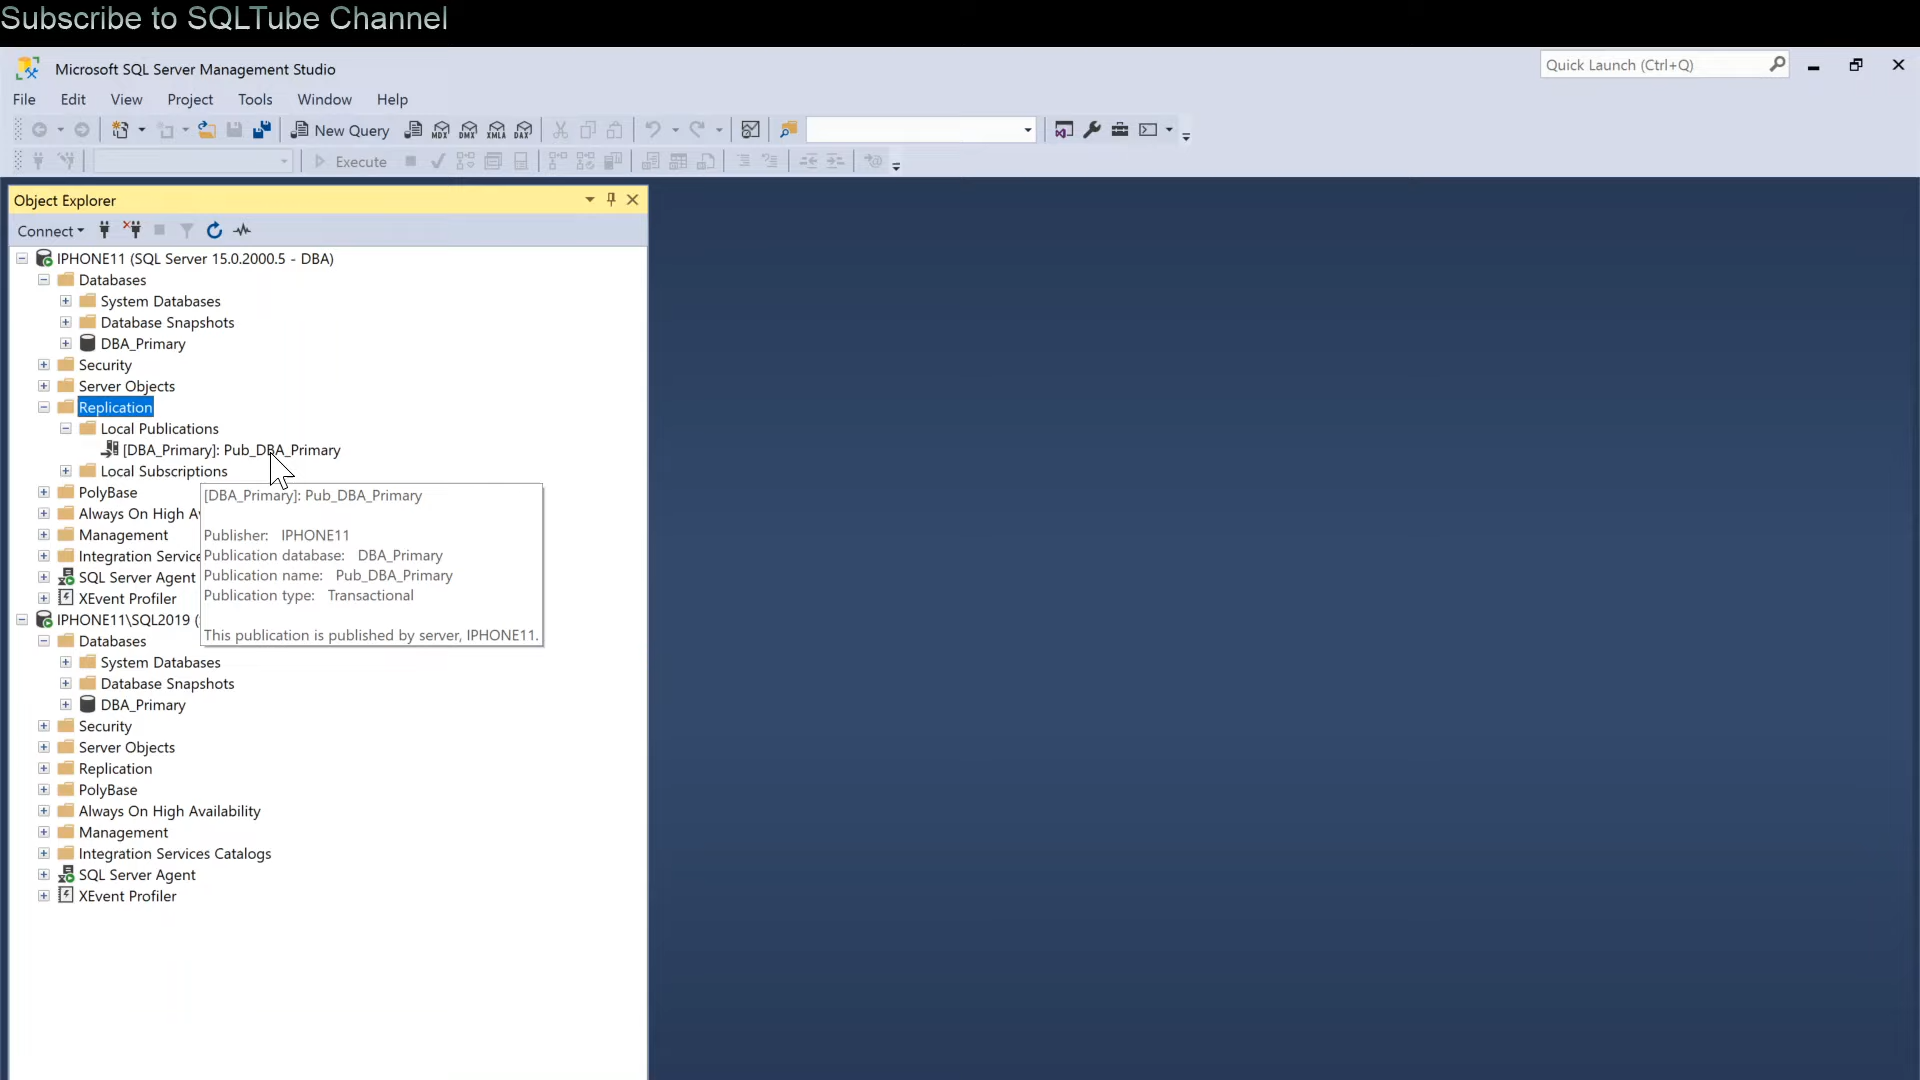 Subscribe to SQLTube Channel
Microsoft SQL Server Management Studio
Quick Launch (Ctrl+Q)
File Edit View Project Tools Window Help
New Query MDX DMX XMLA DAX
Execute
Object Explorer
Connect
IPHONE11 (SQL Server 15.0.2000.5 - DBA)
Databases
System Databases
Database Snapshots
DBA_Primary
Security
Server Objects
Replication
Local Publications
[DBA_Primary]: Pub_DBA_Primary
Local Subscriptions
PolyBase
[DBA_Primary]: Pub_DBA_Primary
Always On High A
Management
Publisher: IPHONE11
Integration Service
Publication database: DBA_Primary
SQL Server Agent
Publication name: Pub_DBA_Primary
XEvent Profiler
Publication type: Transactional
IPHONE11\SQL2019 (
This publication is published by server, IPHONE11.
Databases
System Databases
Database Snapshots
DBA_Primary
Security
Server Objects
Replication
PolyBase
Always On High Availability
Management
Integration Services Catalogs
SQL Server Agent
XEvent Profiler